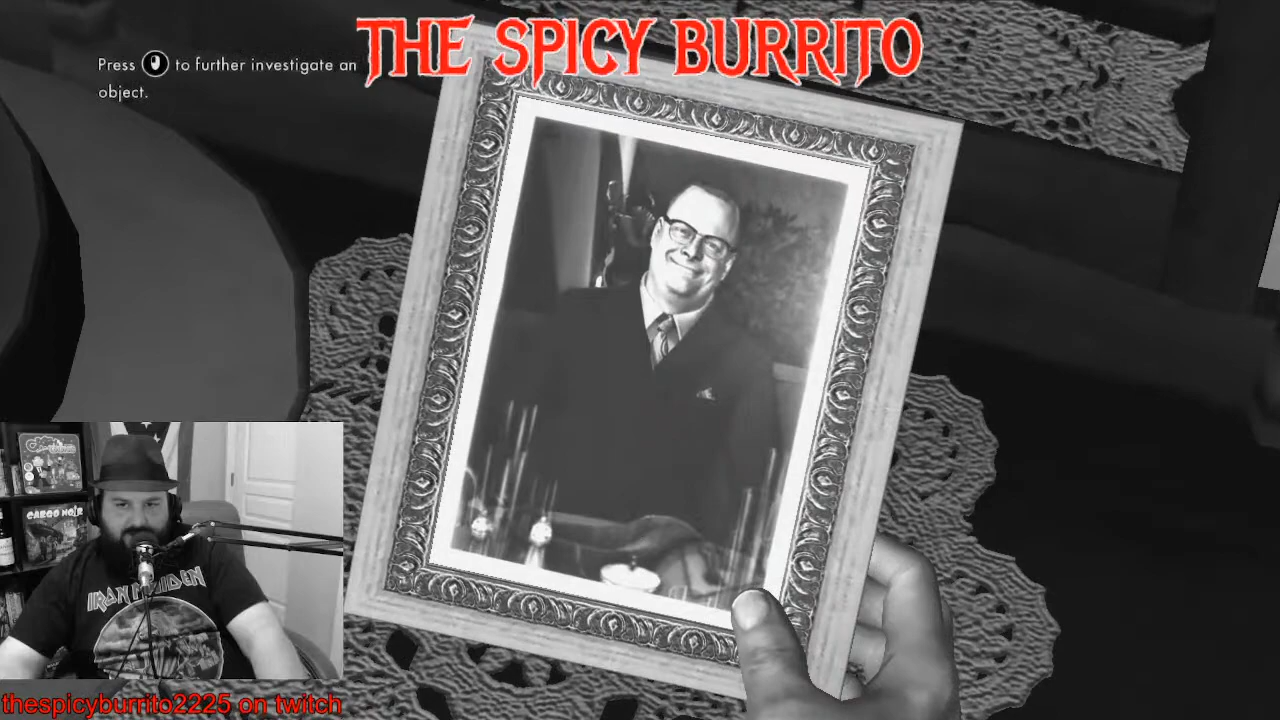 THE SPICY BURRITO
Press to further investigate an
object.
CARGO NOIR
IRON MAIDEN
thespicyburrito2225 on twitch